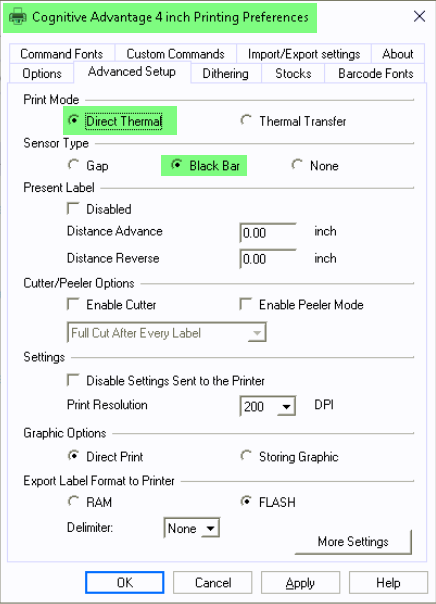 Cognitive Advantage 4 inch Printing Preferences
Command Fonts Custom Commands Import/Export settings About
Options Advanced Setup Dithering Stocks Barcode Fonts
Print Mode
Direct Thermal Thermal Transfer
Sensor Type
Gap Black Bar None
Present Label
Disabled
Distance Advance 0.00 inch
Distance Reverse 0.00 inch
Cutter/Peeler Options
Enable Cutter Enable Peeler Mode
Full Cut After Every Label
Settings
Disable Settings Sent to the Printer
Print Resolution 200 DPI
Graphic Options
Direct Print Storing Graphic
Export Label Format to Printer
RAM FLASH
Delimiter: None
More Settings
OK Cancel Apply Help